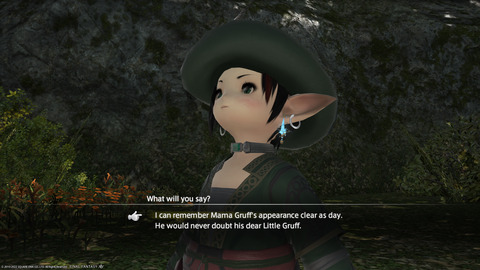 What will you say?
I can remember Mama Gruff's appearance clear as day.
He would never doubt his dear Little Gruff.